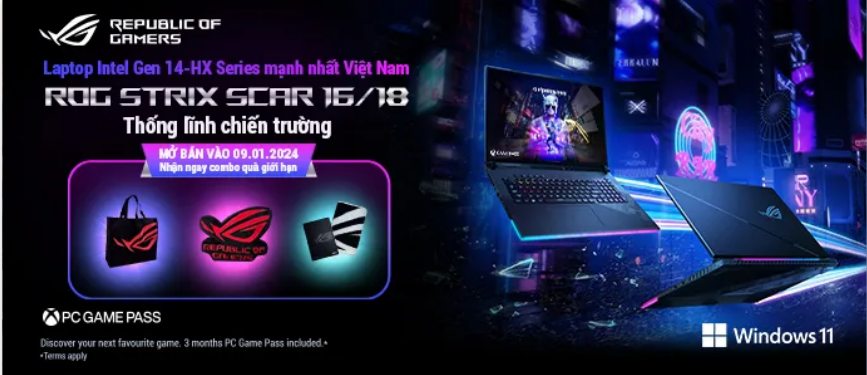 REPUBLIC OF
GAMERS
Laptop Intel Gen 14-HX Series mạnh nhất Việt Nam
ROG STRIX SCAR 16/18
Thống lĩnh chiến trường
MỞ BÁN VÀO 09.01.2024
Nhận ngay combo quà giới hạn
REPUBLIC OF
GAMERS
PC GAME PASS
Discover your next favourite game. 3 months PC Game Pass included.*
*Terms apply
Windows 11